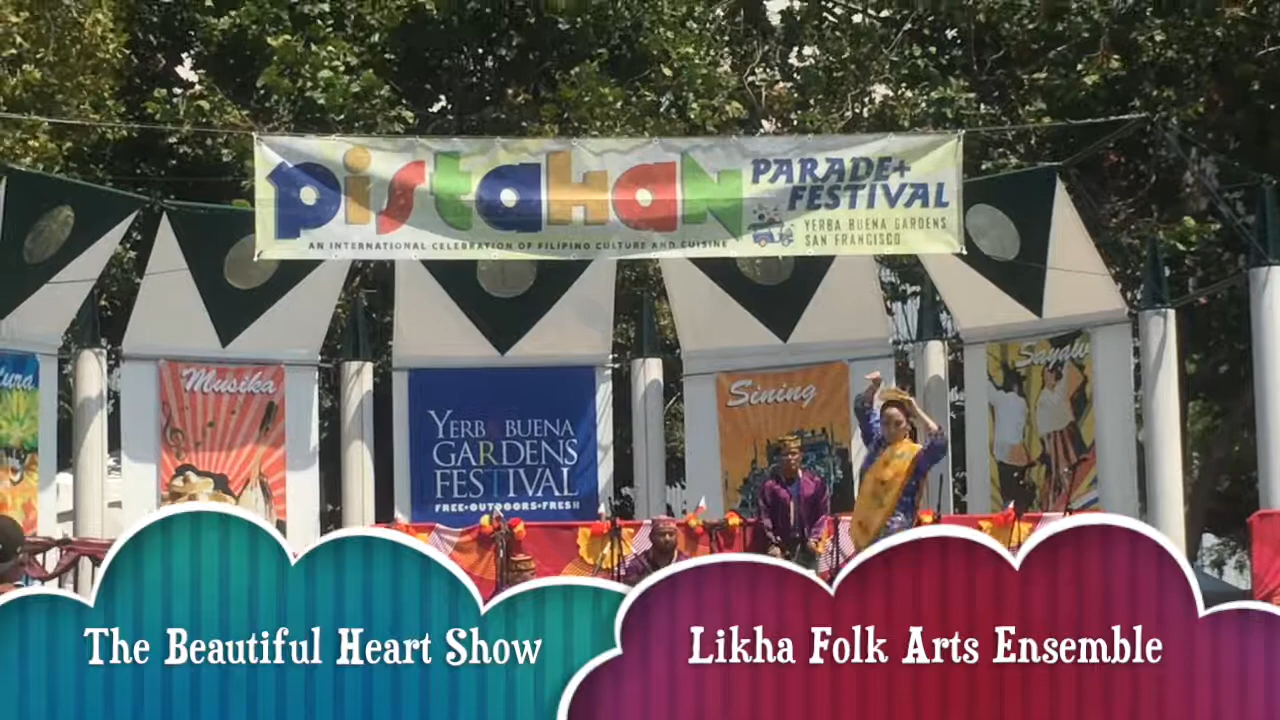 pistahan
PARADE+
FESTIVAL
AN INTERNATIONAL CELEBRATION OF FILIPINO CULTURE AND CUISINE
YERBA BUENA GARDENS
SAN FRANCISCO
Musika
YERBA BUENA
GARDENS
FESTIVAL
FREE•OUTDOORS•FRESH
Sining
Sayaw
The Beautiful Heart Show
Likha Folk Arts Ensemble